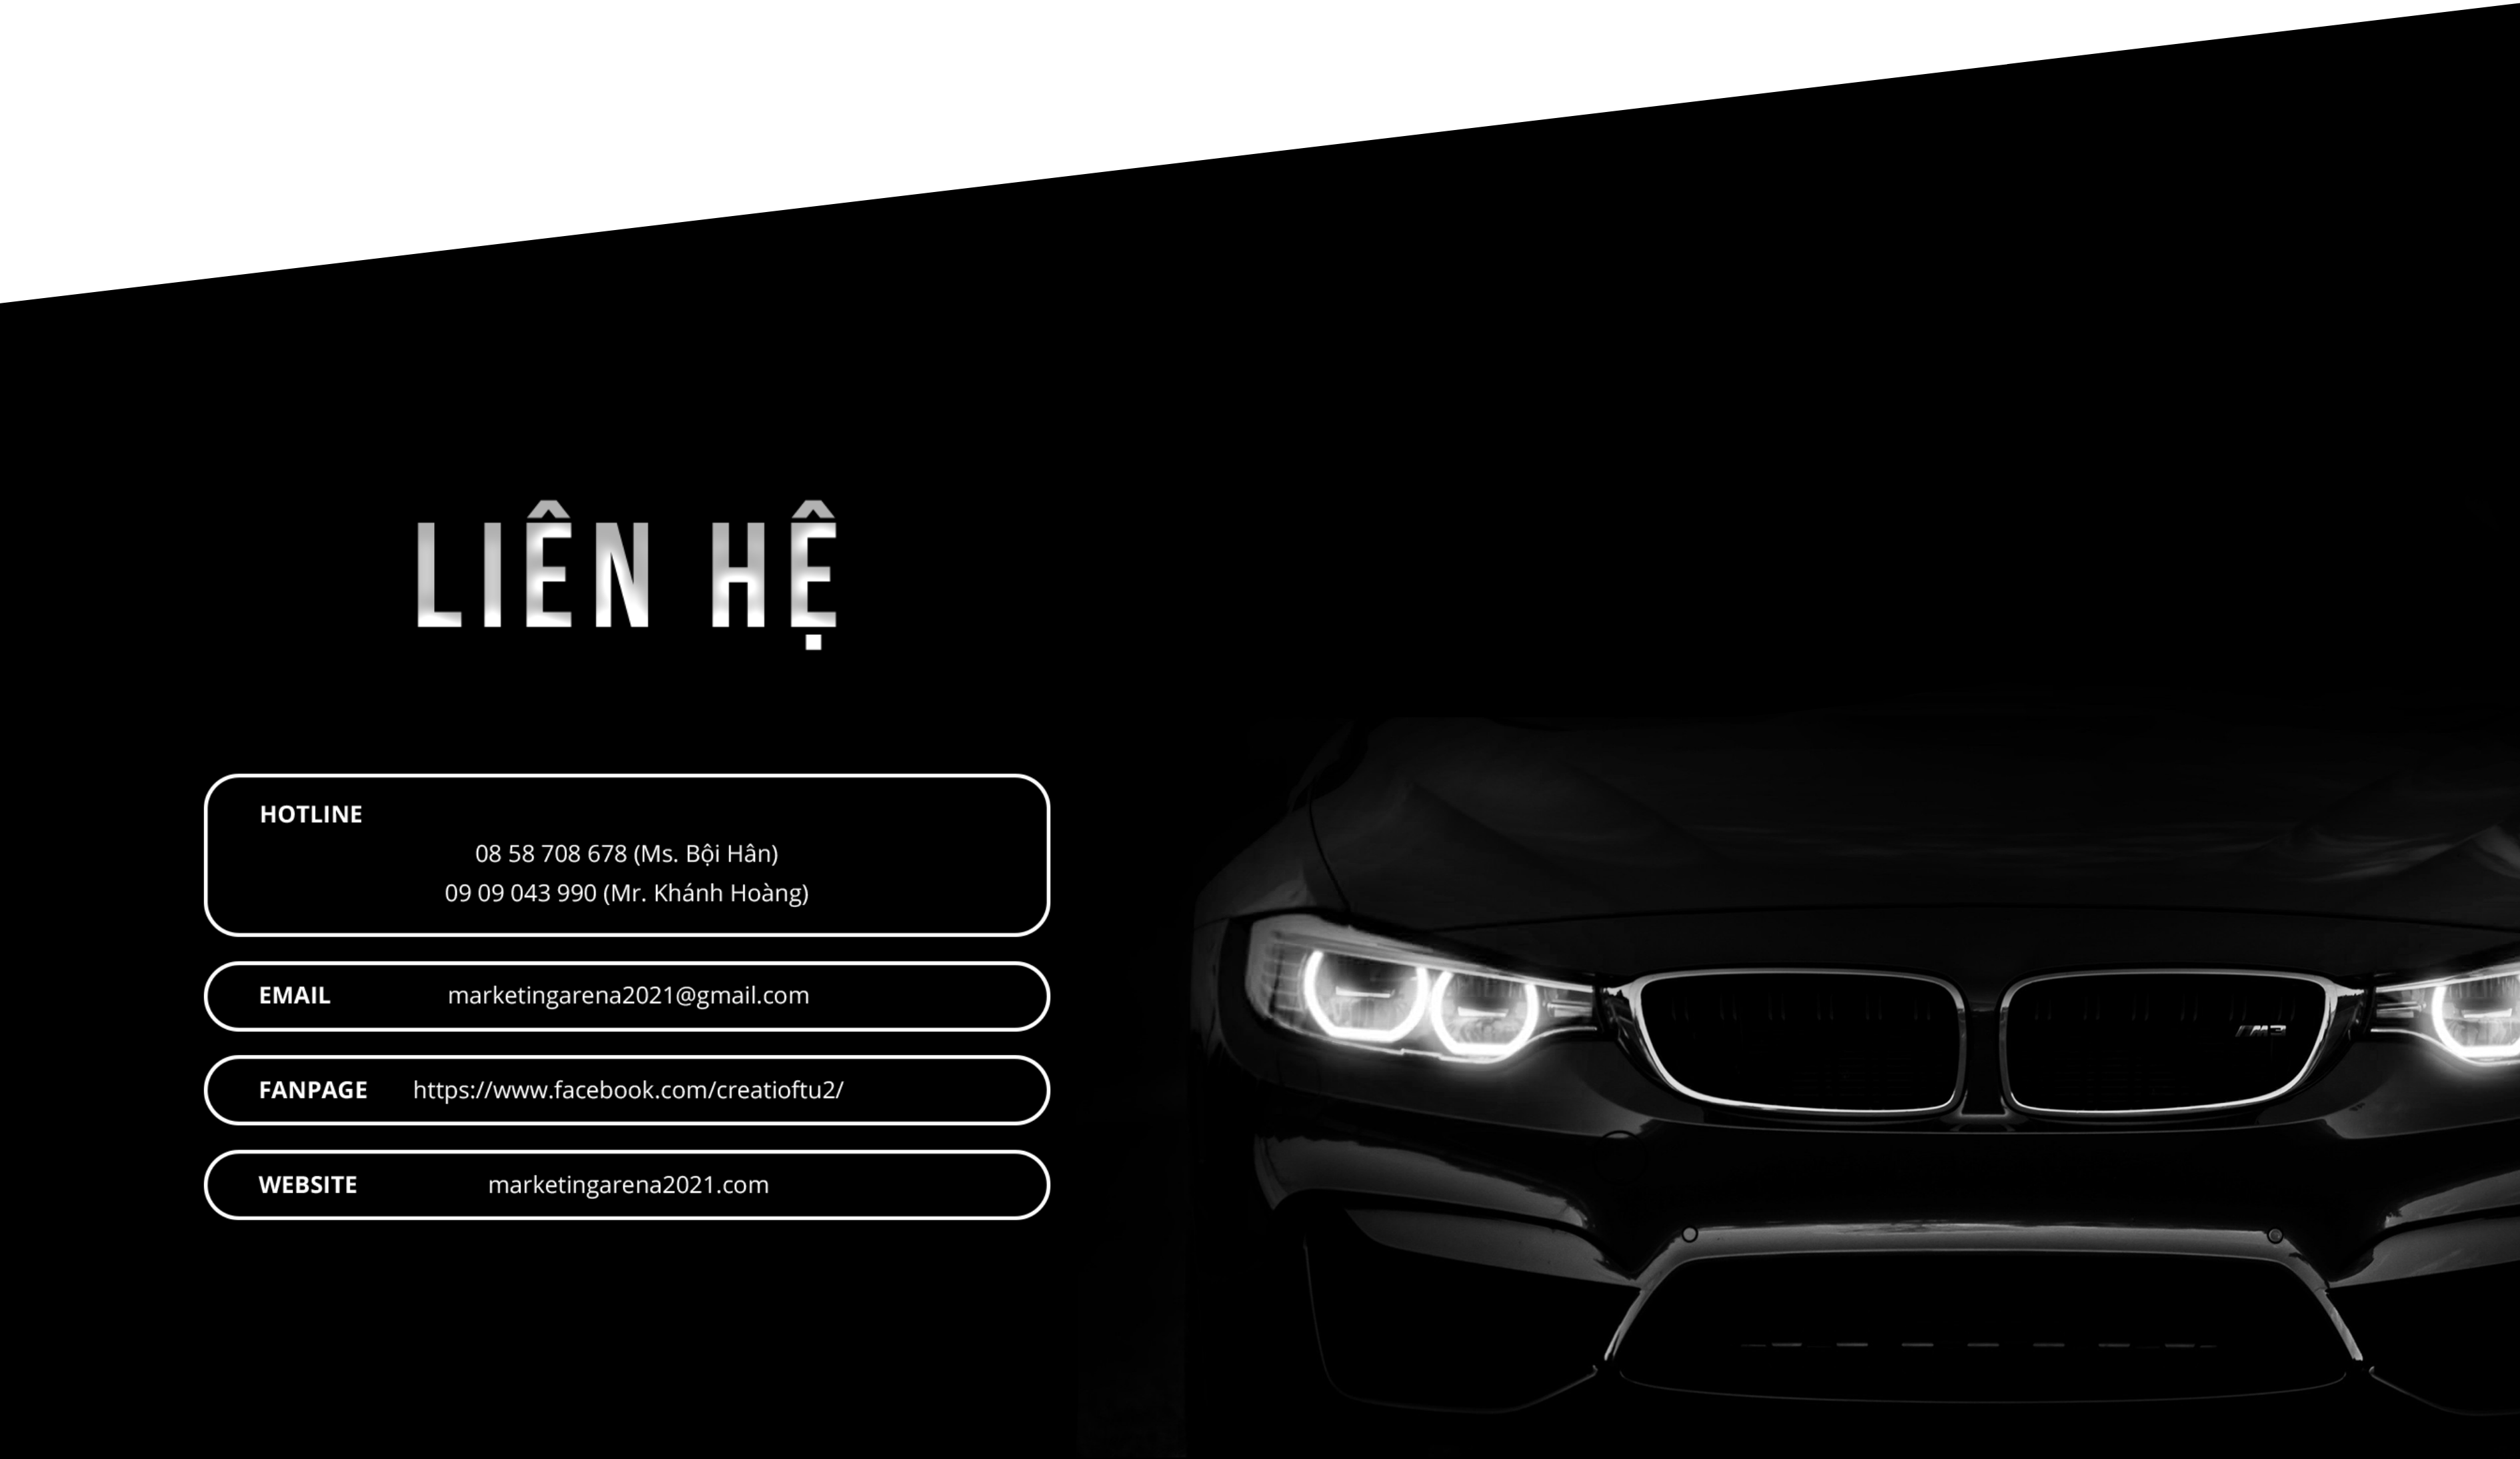 LIÊN HỆ
HOTLINE
08 58 708 678 (Ms. Bội Hân)
09 09 043 990 (Mr. Khánh Hoàng)
EMAIL marketingarena2021@gmail.com
FANPAGE https://www.facebook.com/creatioftu2/
WEBSITE marketingarena2021.com
M3